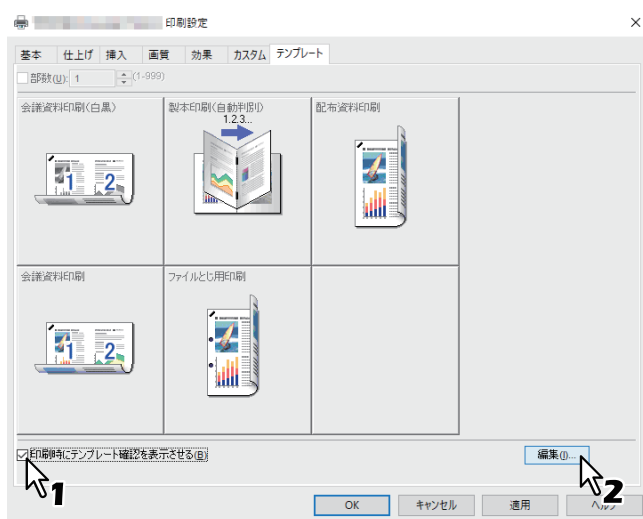 印刷設定
基本 仕上げ 挿入 画質 効果 カスタム テンプレート
部数(U): 1 (1-999)
会議資料印刷(白黒) 製本印刷(自動判別) 配布資料印刷
1.2.3...
1 2
会議資料印刷 ファイルとじ用印刷
1 2
印刷時にテンプレート確認を表示させる(B) 編集(I)...
1 2
OK キャンセル 適用 ヘルプ